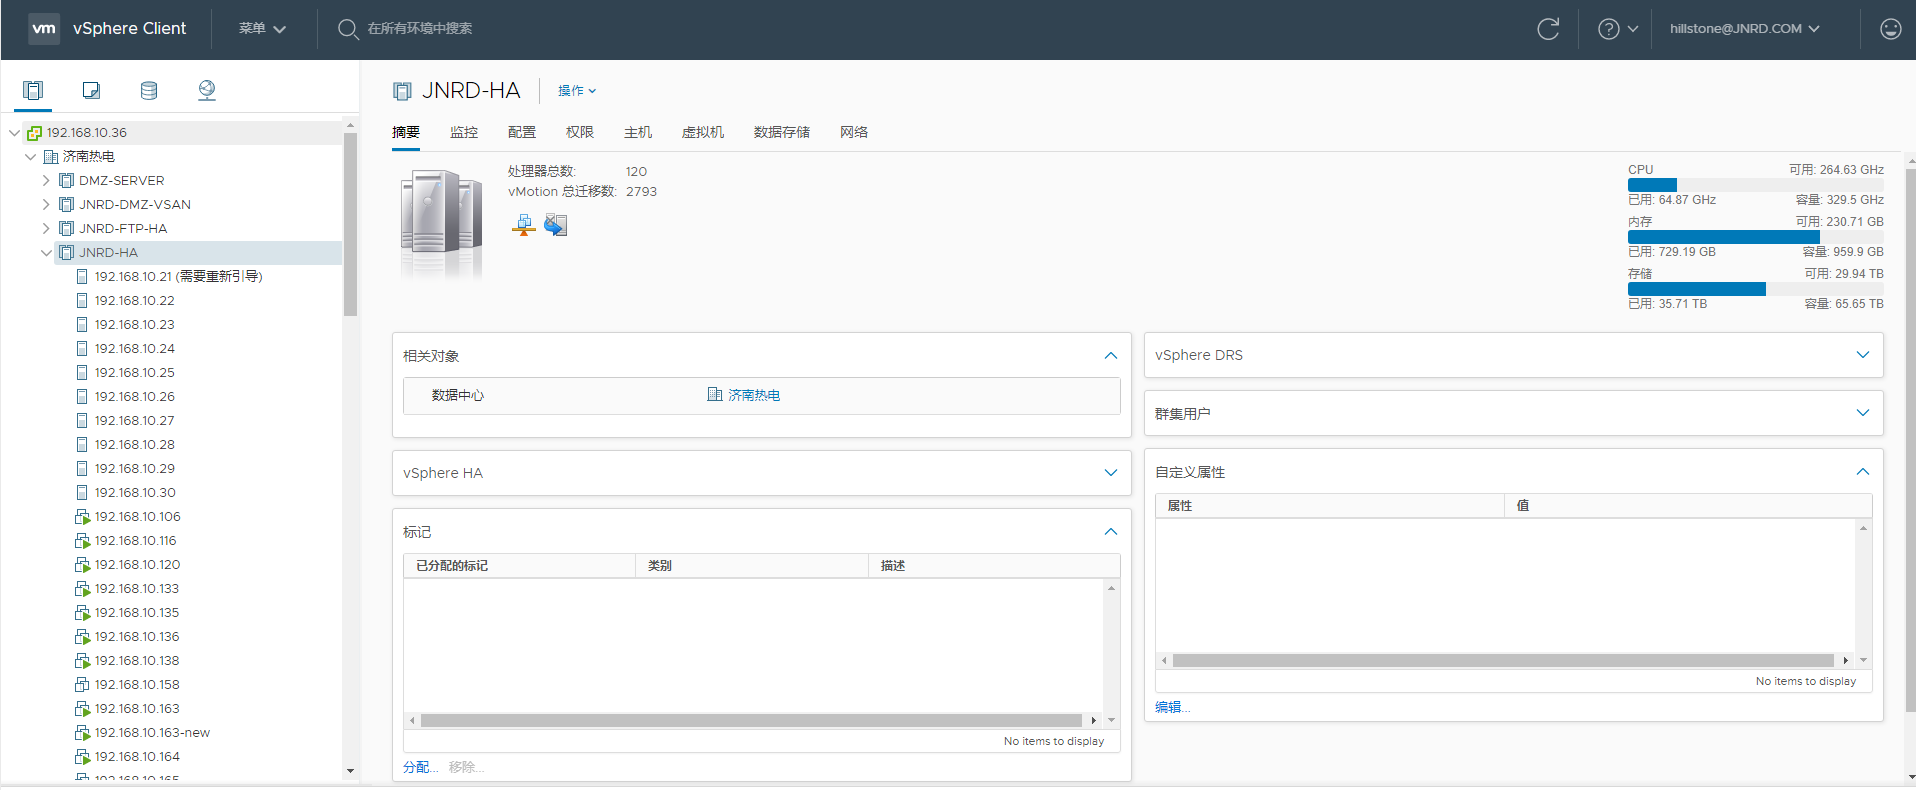 vm vSphere Client 菜单 在所有环境中搜索 hillstone@JNRD.COM
192.168.10.36
济南热电
DMZ-SERVER
JNRD-DMZ-VSAN
JNRD-FTP-HA
JNRD-HA
192.168.10.21 (需要重新引导)
192.168.10.22
192.168.10.23
192.168.10.24
192.168.10.25
192.168.10.26
192.168.10.27
192.168.10.28
192.168.10.29
192.168.10.30
192.168.10.106
192.168.10.116
192.168.10.120
192.168.10.133
192.168.10.135
192.168.10.136
192.168.10.138
192.168.10.158
192.168.10.163
192.168.10.163-new
192.168.10.164
192.168.10.165
JNRD-HA 操作
摘要 监控 配置 权限 主机 虚拟机 数据存储 网络
处理器总数: 120
vMotion 总迁移数: 2793
CPU 可用: 264.63 GHz
已用: 64.87 GHz 容量: 329.5 GHz
内存 可用: 230.71 GB
已用: 729.19 GB 容量: 959.9 GB
存储 可用: 29.94 TB
已用: 35.71 TB 容量: 65.65 TB
相关对象
数据中心 济南热电
vSphere HA
标记
已分配的标记 类别 描述
No items to display
分配... 移除...
vSphere DRS
群集用户
自定义属性
属性 值
No items to display
编辑...